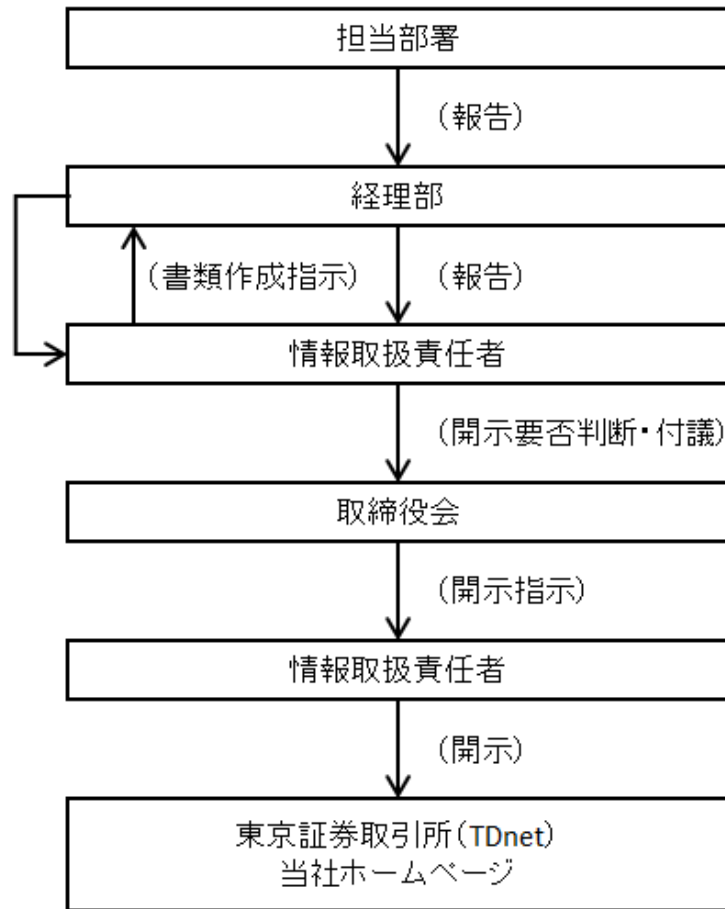 担当部署
(報告)
経理部
(書類作成指示)
(報告)
情報取扱責任者
(開示要否判断・付議)
取締役会
(開示指示)
情報取扱責任者
(開示)
東京証券取引所(TDnet)
当社ホームページ